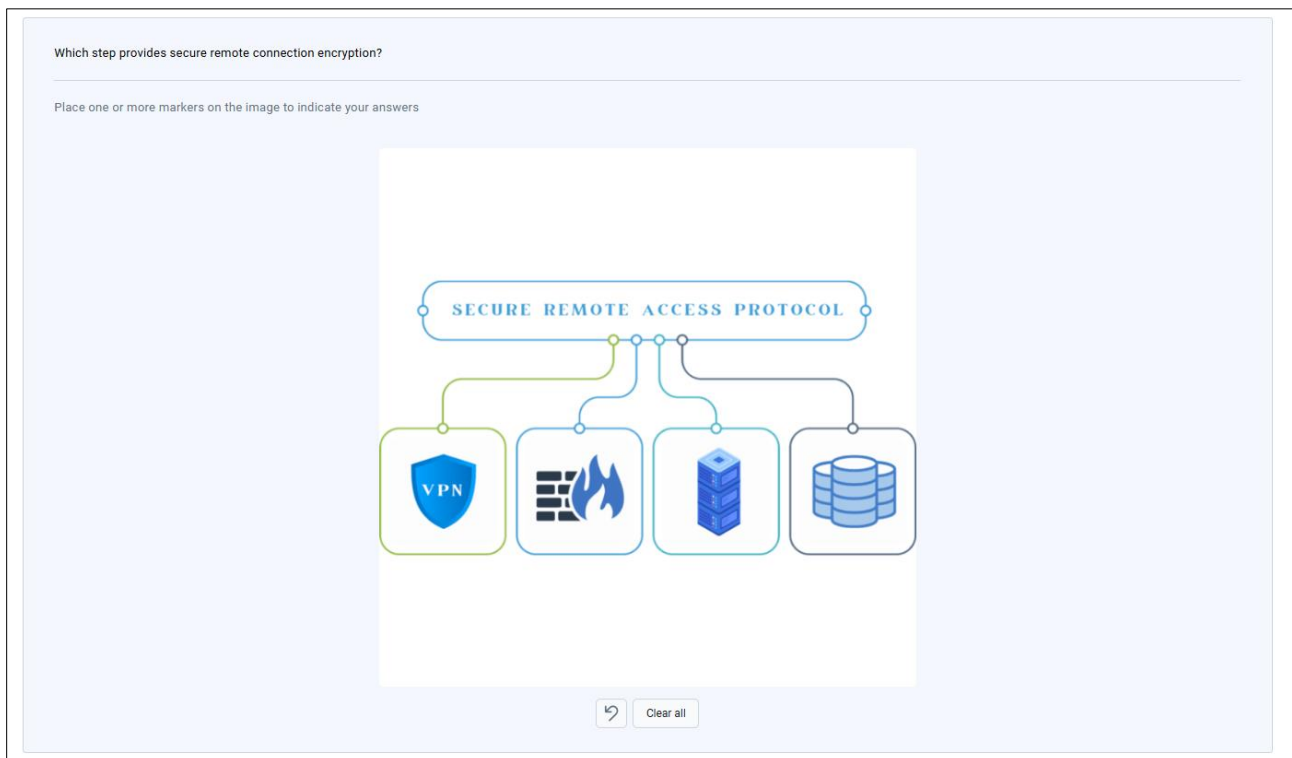 Which step provides secure remote connection encryption?
Place one or more markers on the image to indicate your answers
SECURE REMOTE ACCESS PROTOCOL
VPN
Clear all